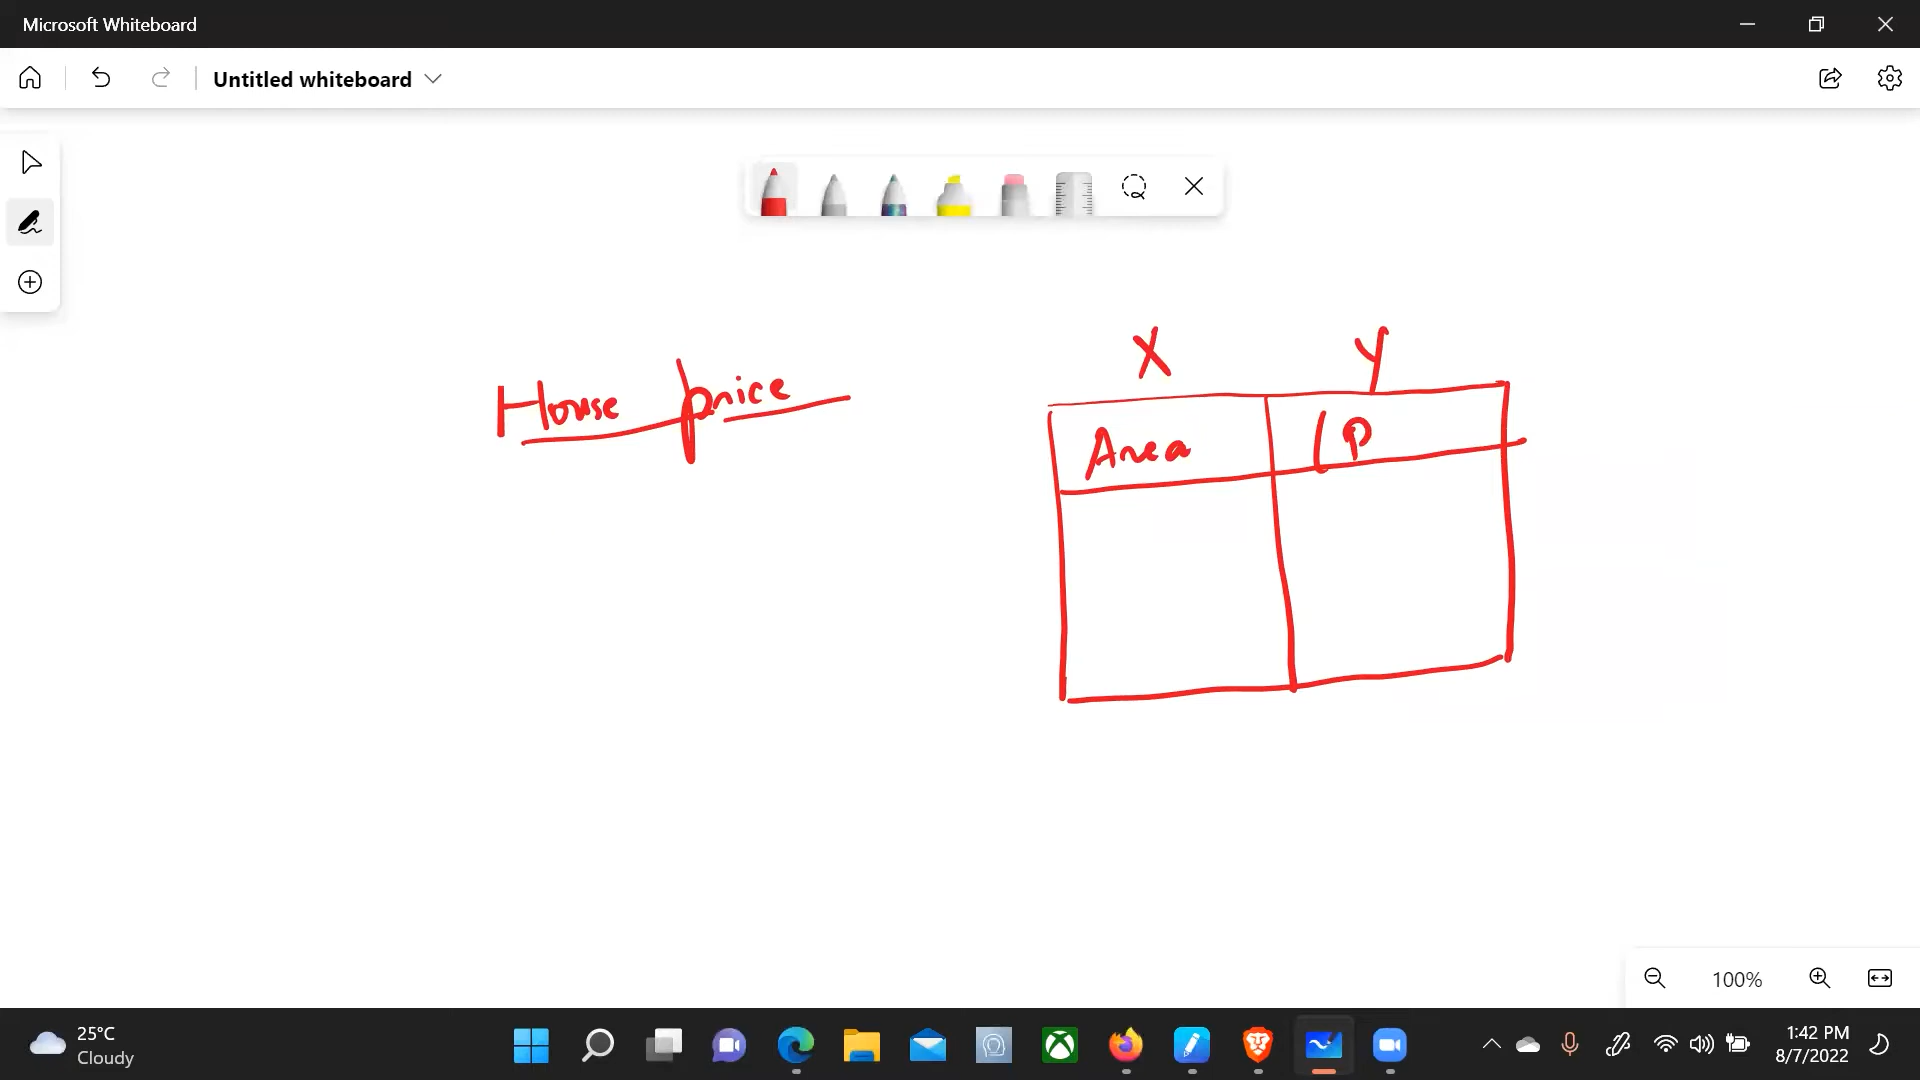 Microsoft Whiteboard
Untitled whiteboard
X Y
House price
Area (P
100%
25°C
Cloudy
1:42 PM
8/7/2022